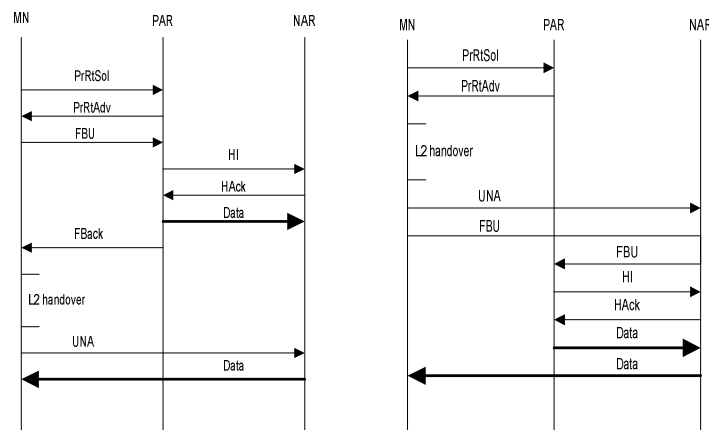 MN PAR NAR
PrRtSol
PrRtAdv
FBU
HI
HAck
Data
FBack
L2 handover
UNA
Data
MN PAR NAR
PrRtSol
PrRtAdv
L2 handover
UNA
FBU
FBU
HI
HAck
Data
Data